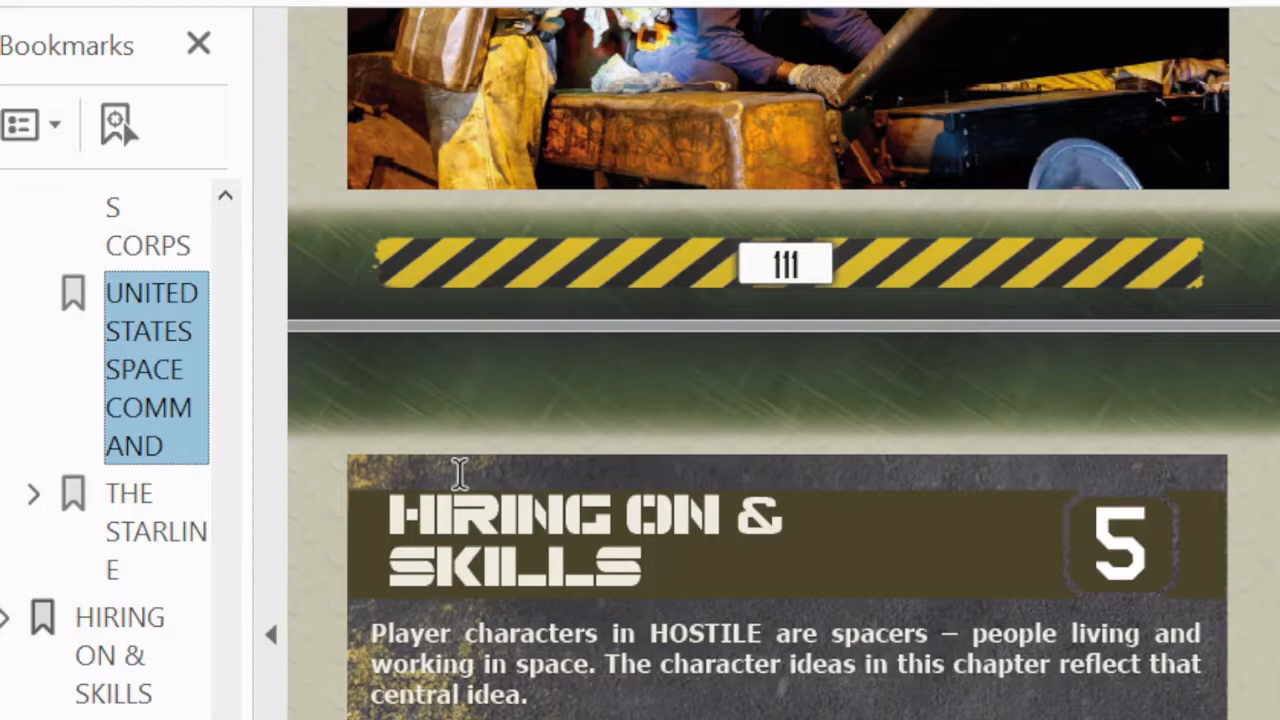 Bookmarks
S
CORPS
UNITED
STATES
SPACE
COMM
AND
THE
STARLIN
E
HIRING
ON &
SKILLS
111
HIRING ON &
SKILLS
5
Player characters in HOSTILE are spacers – people living and
working in space. The character ideas in this chapter reflect that
central idea.